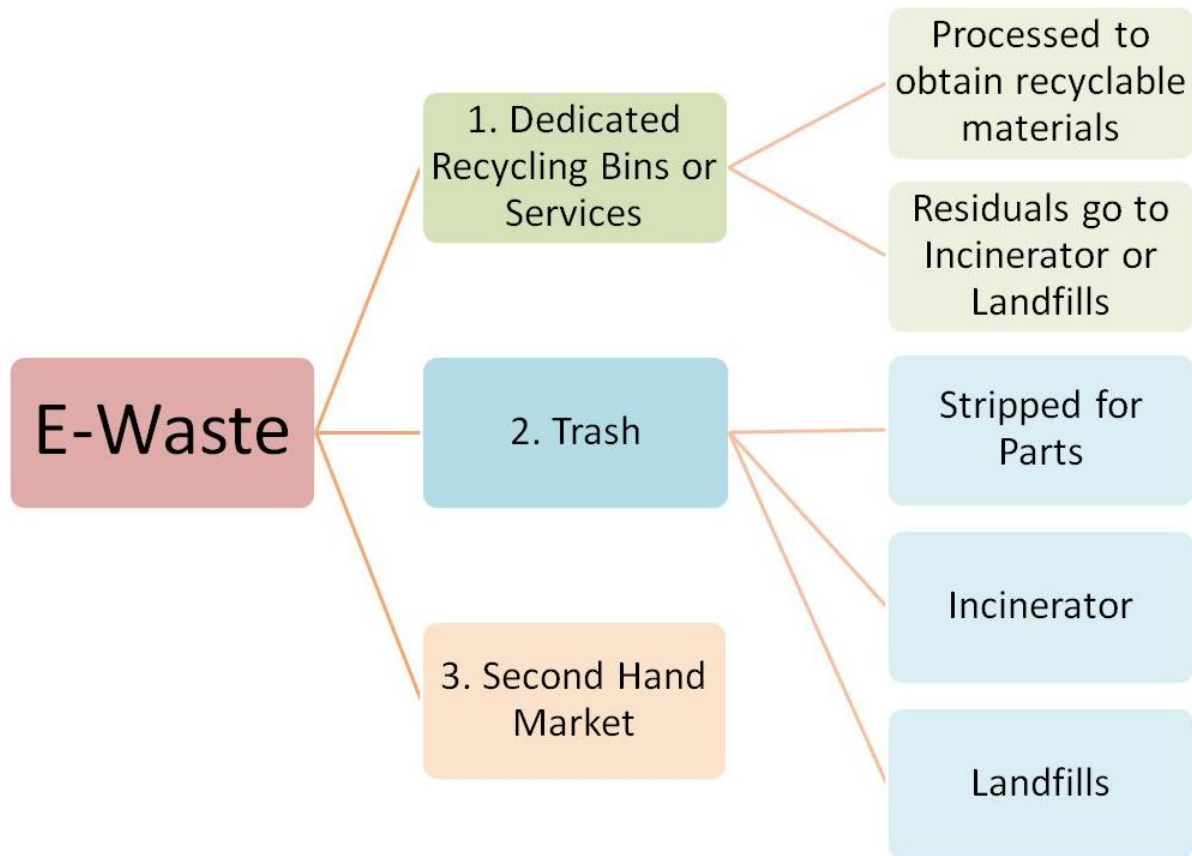 E-Waste
1. Dedicated
Recycling Bins or
Services
Processed to
obtain recyclable
materials
Residuals go to
Incinerator or
Landfills
2. Trash
Stripped for
Parts
Incinerator
Landfills
3. Second Hand
Market